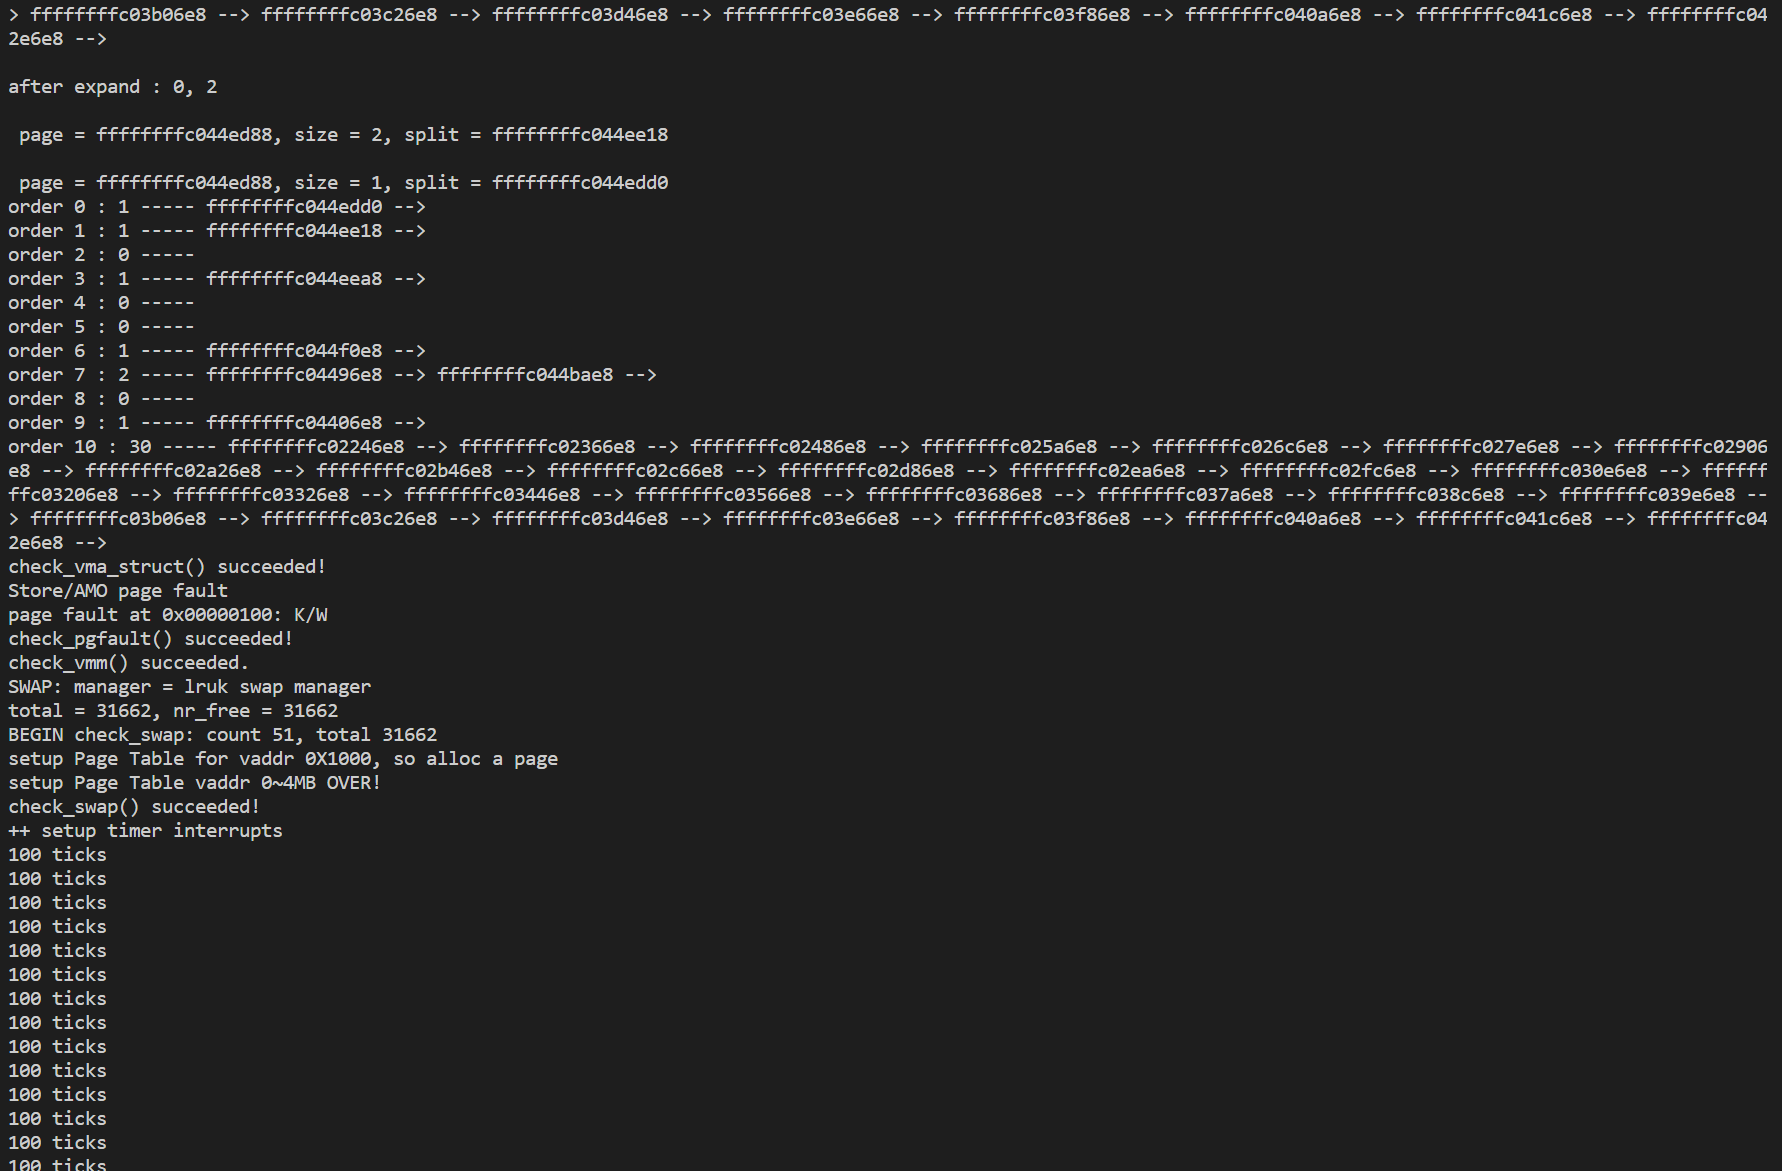 > ffffffffc03b06e8 --> ffffffffc03c26e8 --> ffffffffc03d46e8 --> ffffffffc03e66e8 --> ffffffffc03f86e8 --> ffffffffc040a6e8 --> ffffffffc041c6e8 --> ffffffffc04
2e6e8 -->
after expand : 0, 2
page = ffffffffc044ed88, size = 2, split = ffffffffc044ee18
page = ffffffffc044ed88, size = 1, split = ffffffffc044edd0
order 0 : 1 ----- ffffffffc044edd0 -->
order 1 : 1 ----- ffffffffc044ee18 -->
order 2 : 0 -----
order 3 : 1 ----- ffffffffc044eea8 -->
order 4 : 0 -----
order 5 : 0 -----
order 6 : 1 ----- ffffffffc044f0e8 -->
order 7 : 2 ----- ffffffffc04496e8 --> ffffffffc044bae8 -->
order 8 : 0 -----
order 9 : 1 ----- ffffffffc04406e8 -->
order 10 : 30 ----- ffffffffc02246e8 --> ffffffffc02366e8 --> ffffffffc02486e8 --> ffffffffc025a6e8 --> ffffffffc026c6e8 --> ffffffffc027e6e8 --> ffffffffc02906
e8 --> ffffffffc02a26e8 --> ffffffffc02b46e8 --> ffffffffc02c66e8 --> ffffffffc02d86e8 --> ffffffffc02ea6e8 --> ffffffffc02fc6e8 --> ffffffffc030e6e8 --> ffffff
ffc03206e8 --> ffffffffc03326e8 --> ffffffffc03446e8 --> ffffffffc03566e8 --> ffffffffc03686e8 --> ffffffffc037a6e8 --> ffffffffc038c6e8 --> ffffffffc039e6e8 --
> ffffffffc03b06e8 --> ffffffffc03c26e8 --> ffffffffc03d46e8 --> ffffffffc03e66e8 --> ffffffffc03f86e8 --> ffffffffc040a6e8 --> ffffffffc041c6e8 --> ffffffffc04
2e6e8 -->
check_vma_struct() succeeded!
Store/AMO page fault
page fault at 0x00000100: K/W
check_pgfault() succeeded!
check_vmm() succeeded.
SWAP: manager = lruk swap manager
total = 31662, nr_free = 31662
BEGIN check_swap: count 51, total 31662
setup Page Table for vaddr 0X1000, so alloc a page
setup Page Table vaddr 0~4MB OVER!
check_swap() succeeded!
++ setup timer interrupts
100 ticks
100 ticks
100 ticks
100 ticks
100 ticks
100 ticks
100 ticks
100 ticks
100 ticks
100 ticks
100 ticks
100 ticks
100 ticks
100 ticks